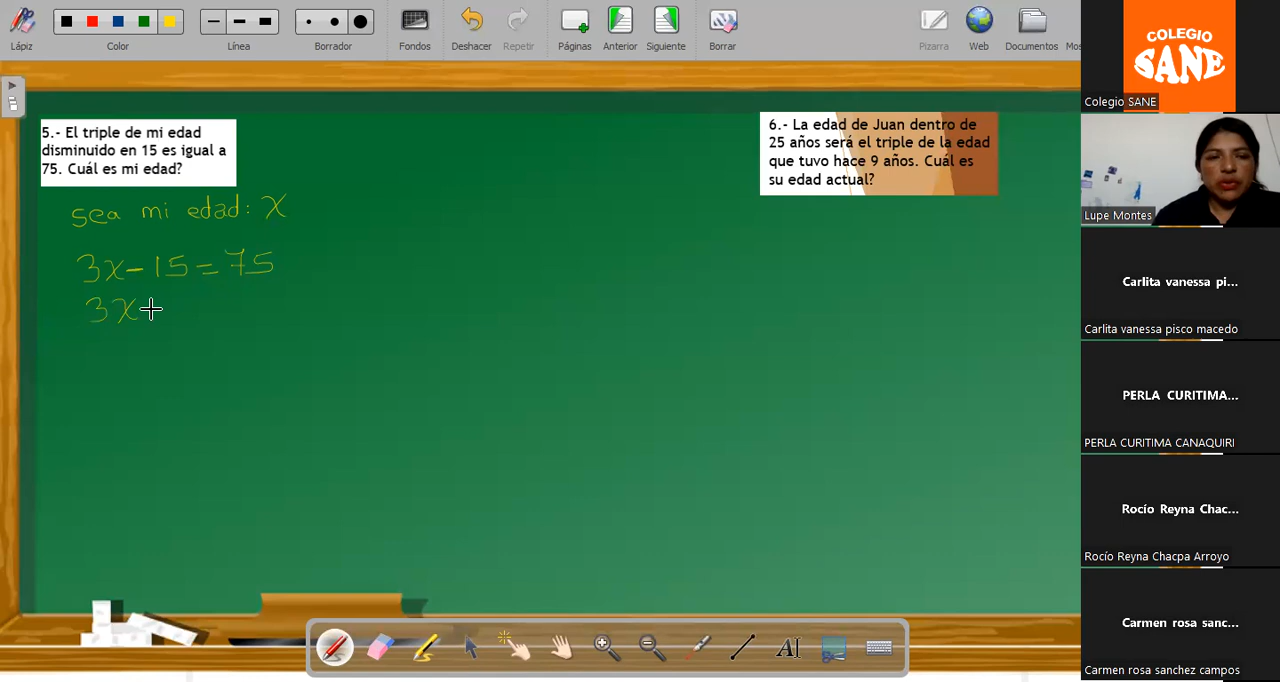 Lápiz
Color
Línea
Borrador
Fondos
Deshacer
Repetir
Páginas
Anterior
Siguiente
Borrar
Pizarra
Web
Documentos
Mos
5.- El triple de mi edad
disminuido en 15 es igual a
75. Cuál es mi edad?
sea mi edad: x
3x-15=75
3x
6.- La edad de Juan dentro de
25 años será el triple de la edad
que tuvo hace 9 años. Cuál es
su edad actual?
COLEGIO
SANE
Colegio SANE
Lupe Montes
Carlita vanessa pi...
Carlita vanessa pisco macedo
PERLA CURITIMA...
PERLA CURITIMA CANAQUIRI
Rocío Reyna Chac...
Rocío Reyna Chacpa Arroyo
Carmen rosa sanc...
Carmen rosa sanchez campos